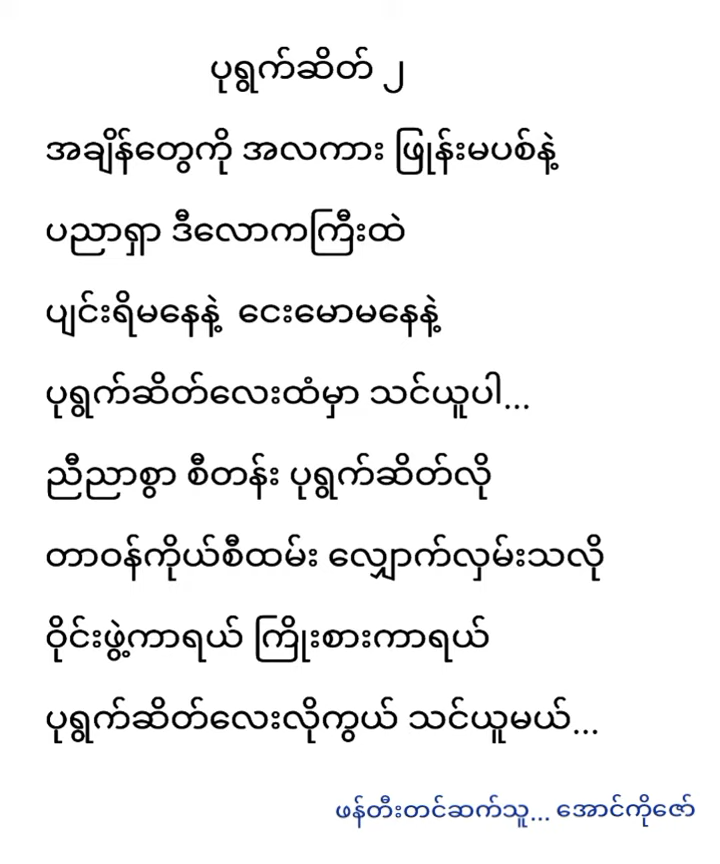 ပုရွက်ဆိတ် ၂
အချိန်တွေကို အလကား ဖြုန်းမပစ်နဲ့
ပညာရှာ ဒီလောကကြီးထဲ
ပျင်းရိမနေနဲ့ ငေးမောမနေနဲ့
ပုရွက်ဆိတ်လေးထံမှာ သင်ယူပါ...
ညီညာစွာ စီတန်း ပုရွက်ဆိတ်လို
တာဝန်ကိုယ်စီထမ်း လျှောက်လှမ်းသလို
ဝိုင်းဖွဲ့ကာရယ် ကြိုးစားကာရယ်
ပုရွက်ဆိတ်လေးလိုကွယ် သင်ယူမယ်...
ဖန်တီးတင်ဆက်သူ... အောင်ကိုဇော်